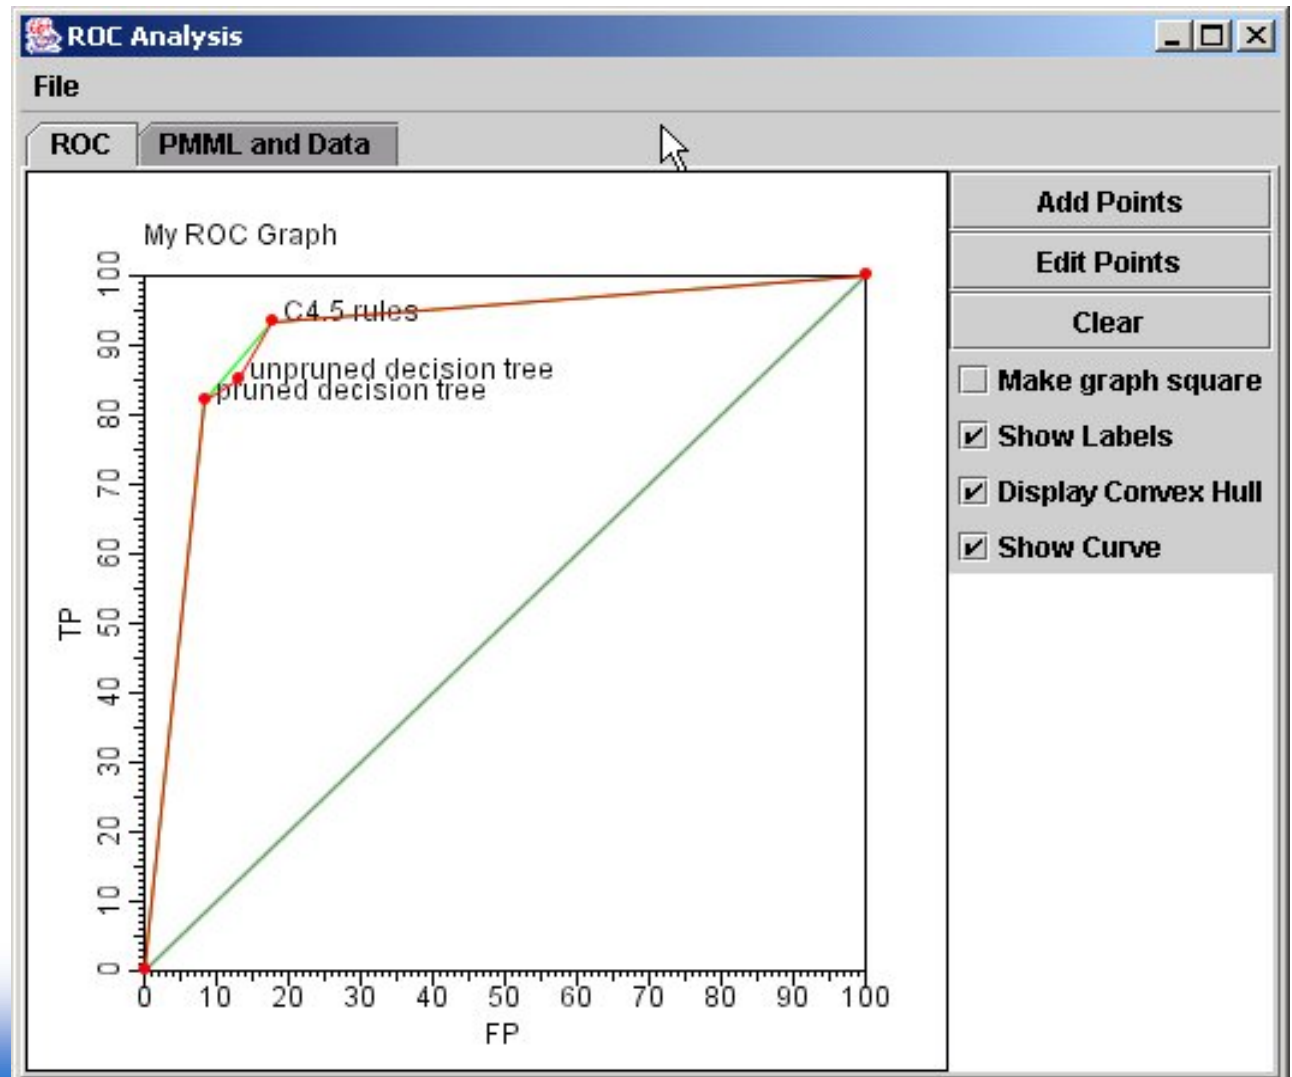 ROC Analysis
File
ROC PMML and Data
My ROC Graph
100
90
80
70
60
50
40
30
20
10
0
TP
C4.5 rules
unpruned decision tree
pruned decision tree
0 10 20 30 40 50 60 70 80 90 100
FP
Add Points
Edit Points
Clear
Make graph square
Show Labels
Display Convex Hull
Show Curve